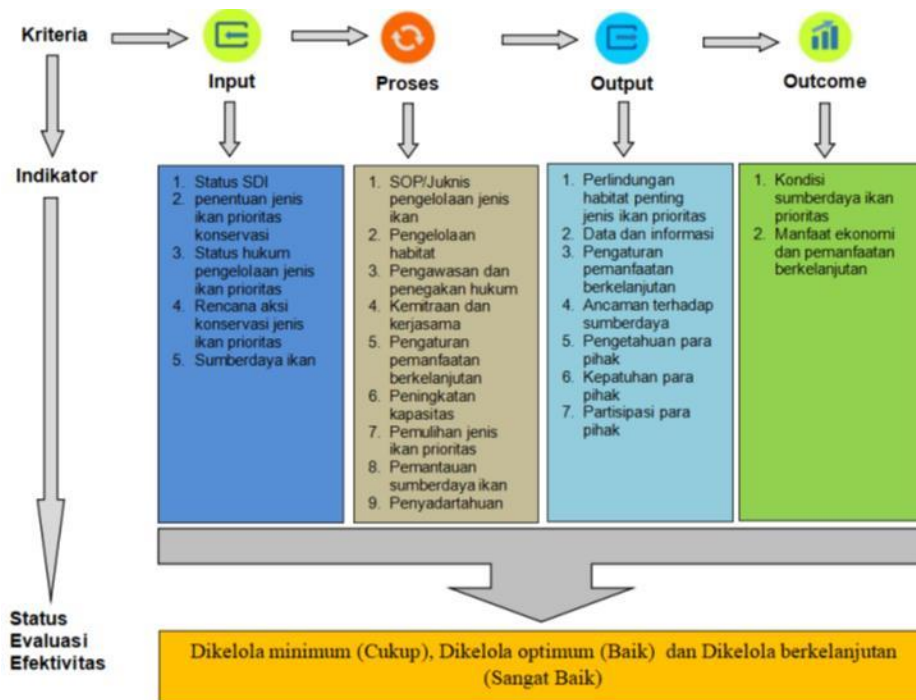 Kriteria
Input
Proses
Output
Outcome
Indikator
1. Status SDI
2. penentuan jenis
ikan prioritas
konservasi
3. Status hukum
pengelolaan jenis
ikan prioritas
4. Rencana aksi
konservasi jenis
ikan prioritas
5. Sumberdaya ikan
1. SOP/Juknis
pengelolaan jenis
ikan
2. Pengelolaan
habitat
3. Pengawasan dan
penegakan hukum
4. Kemitraan dan
kerjasama
5. Pengaturan
pemanfaatan
berkelanjutan
6. Peningkatan
kapasitas
7. Pemulihan jenis
ikan prioritas
8. Pemantauan
sumberdaya ikan
9. Penyadartahuan
1. Perlindungan
habitat penting
jenis ikan prioritas
2. Data dan informasi
3. Pengaturan
pemanfaatan
berkelanjutan
4. Ancaman terhadap
sumberdaya
5. Pengetahuan para
pihak
6. Kepatuhan para
pihak
7. Partisipasi para
pihak
1. Kondisi
sumberdaya ikan
prioritas
2. Manfaat ekonomi
dan pemanfaatan
berkelanjutan
Status
Evaluasi
Efektivitas
Dikelola minimum (Cukup), Dikelola optimum (Baik) dan Dikelola berkelanjutan
(Sangat Baik)